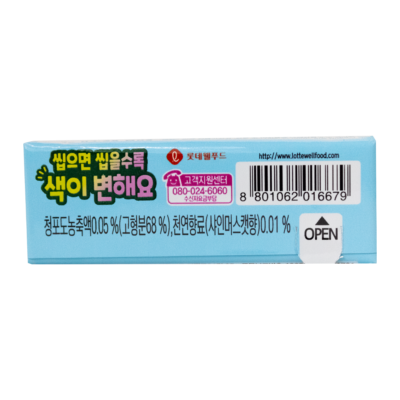 씹으면 씹을수록
색이 변해요
롯데웰푸드
고객지원센터
080-024-6060
수신자요금부담
http://www.lottewellfood.com
8 801062 016679
청포도농축액0.05 %(고형분68 %),천연향료(샤인머스캣향)0.01 %
OPEN